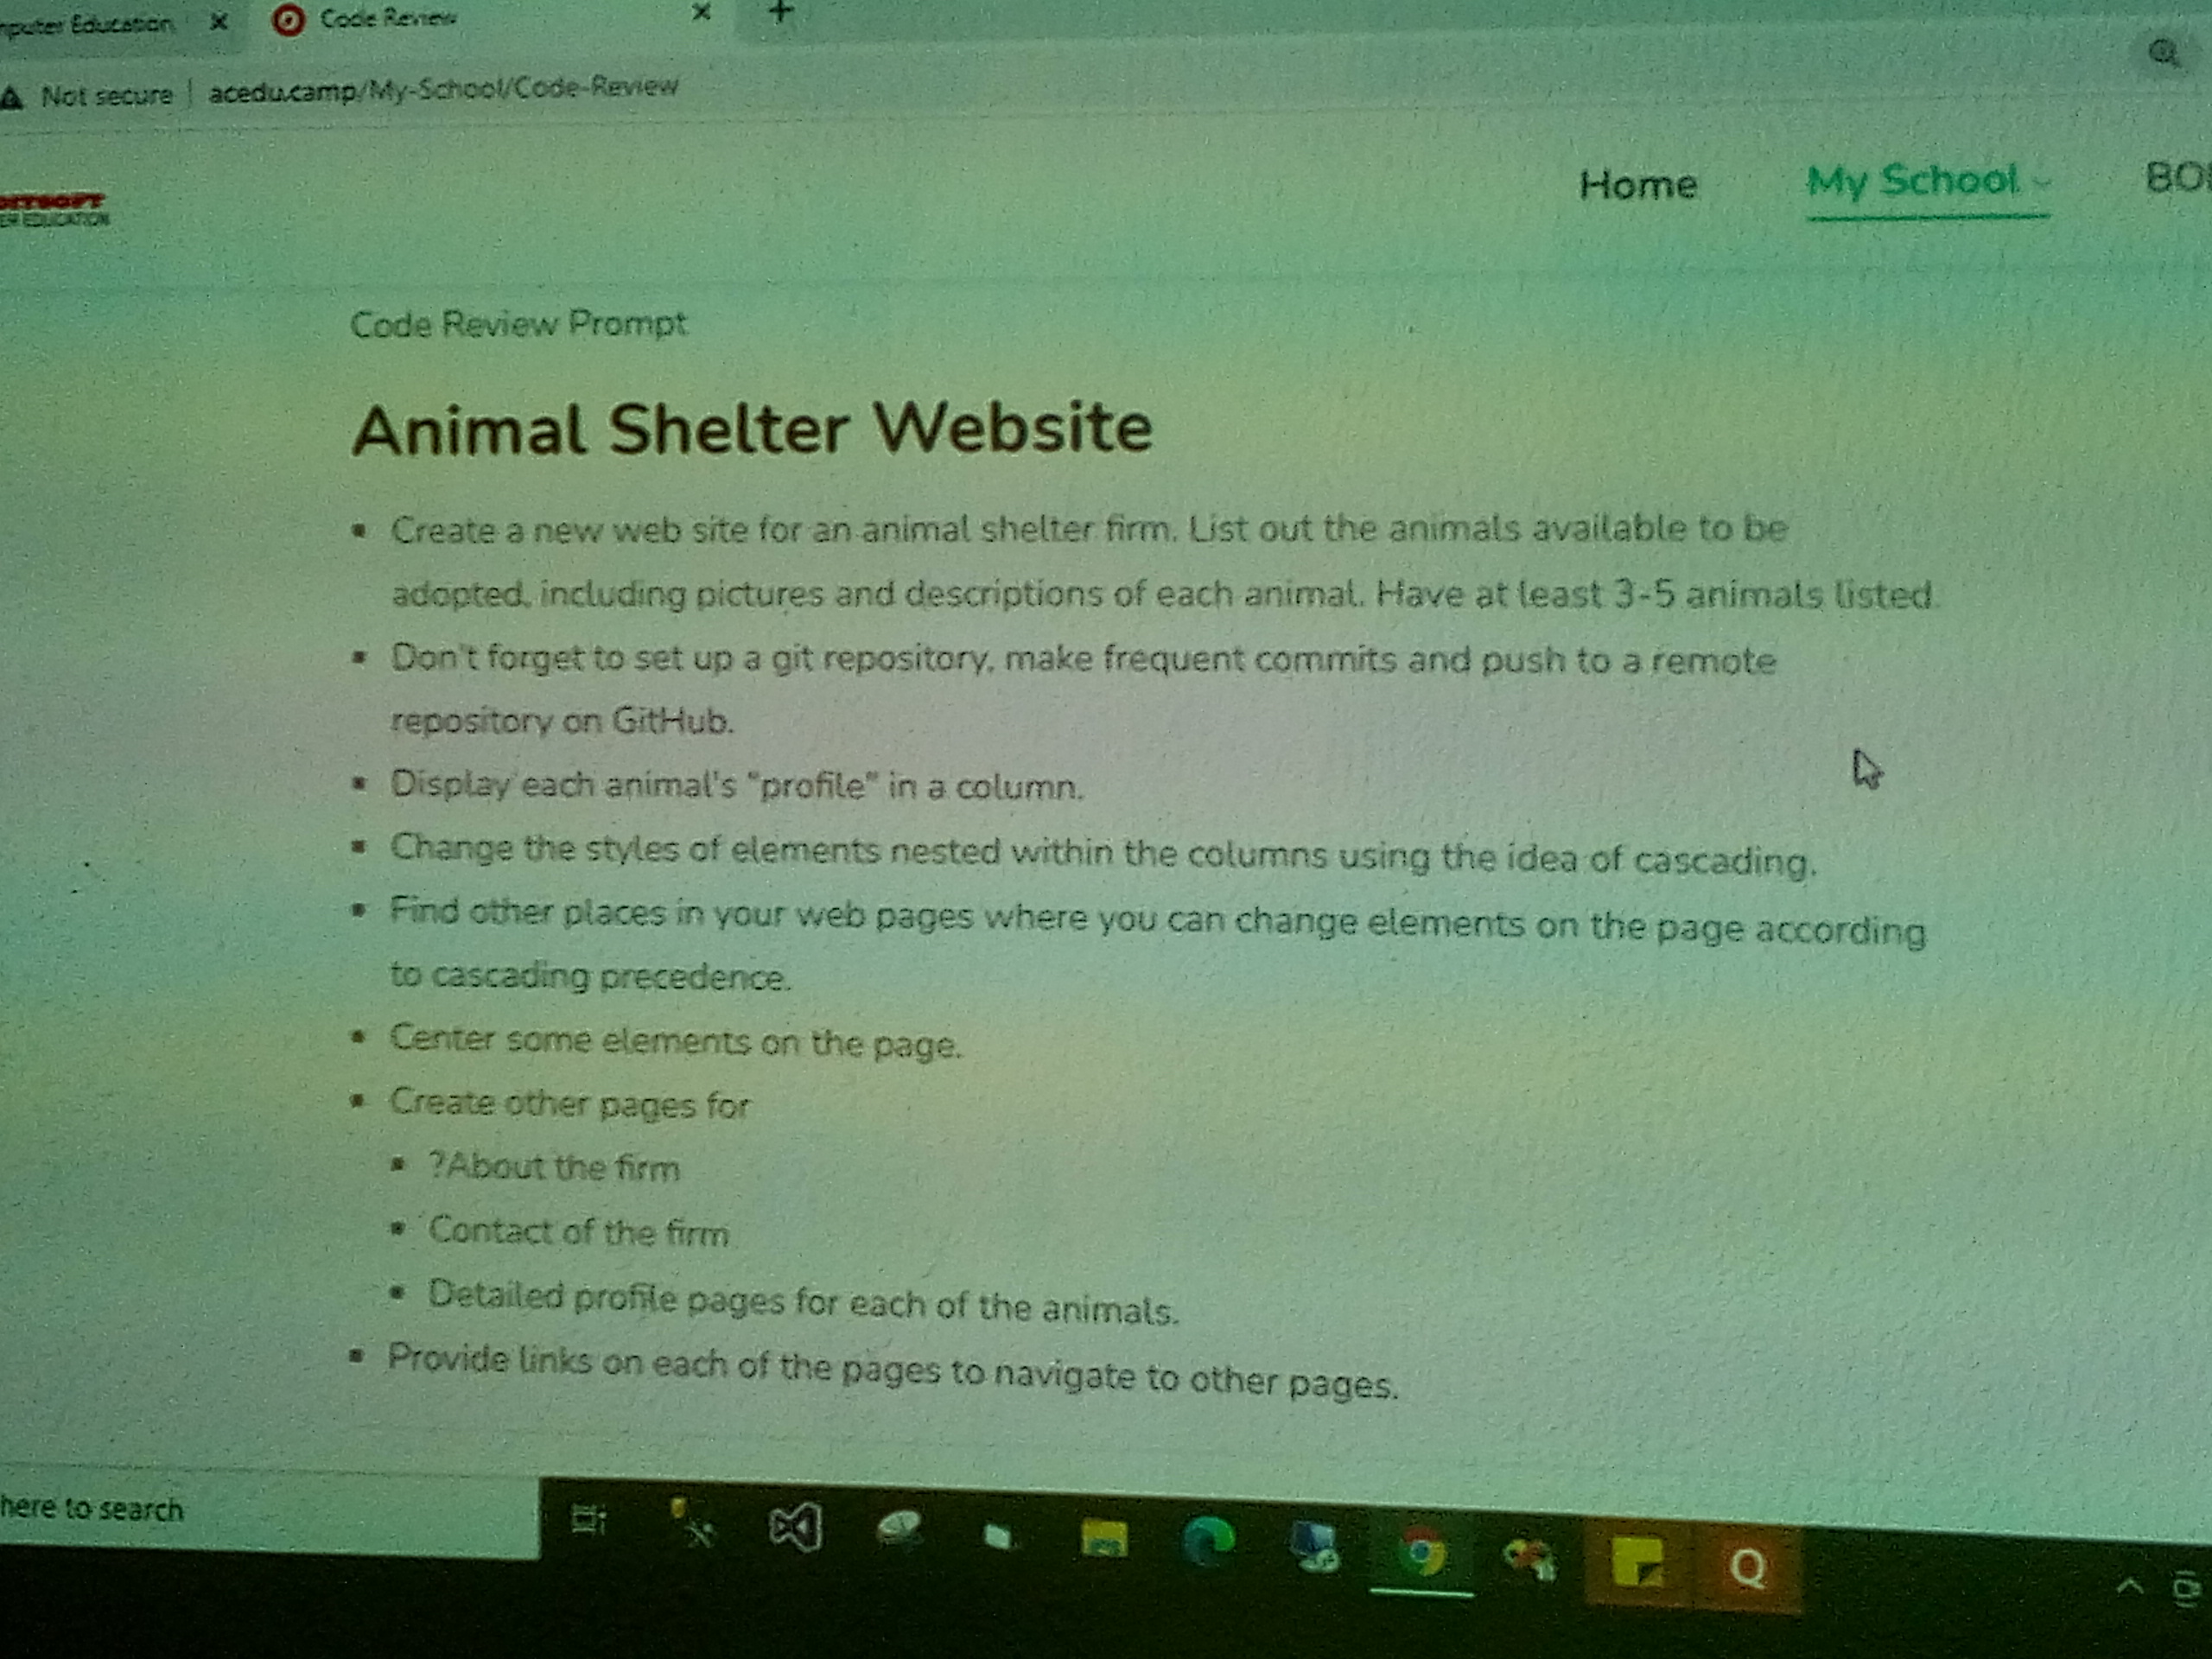 Computer Education
Code Review
Not secure
acedu.camp/My-School/Code-Review
Home
My School
Code Review Prompt
Animal Shelter Website
Create a new web site for an animal shelter firm. List out the animals available to be
adopted, including pictures and descriptions of each animal. Have at least 3-5 animals listed.
Don't forget to set up a git repository, make frequent commits and push to a remote
repository on GitHub.
Display each animal's "profile" in a column.
Change the styles of elements nested within the columns using the idea of cascading.
Find other places in your web pages where you can change elements on the page according
to cascading precedence.
Center some elements on the page.
Create other pages for
?About the firm
Contact of the firm
Detailed profile pages for each of the animals.
Provide links on each of the pages to navigate to other pages.
here to search
Q